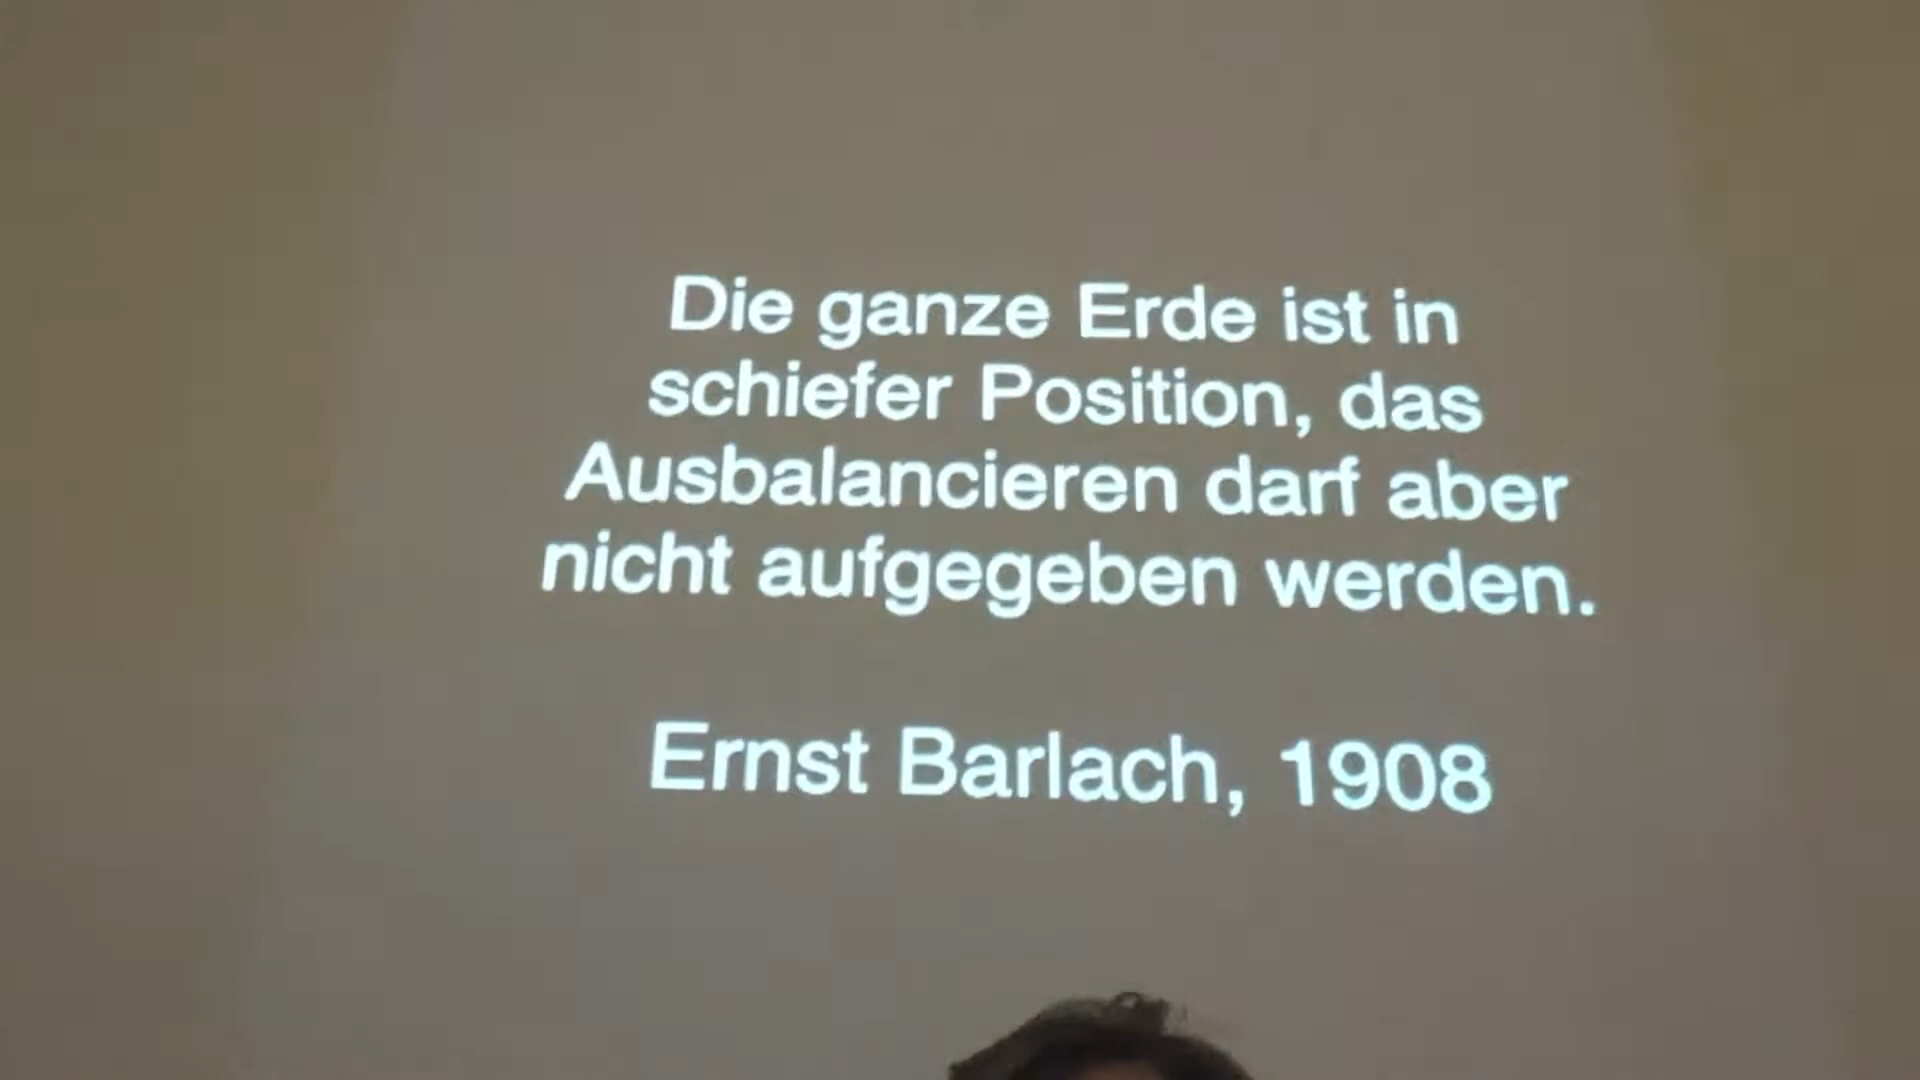 Die ganze Erde ist in
schiefer Position, das
Ausbalancieren darf aber
nicht aufgegeben werden.
Ernst Barlach, 1908